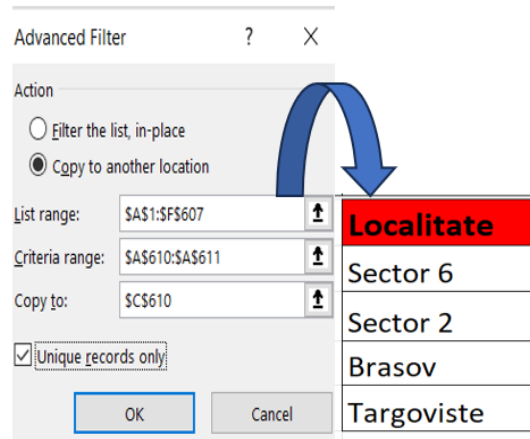 Advanced Filter ? X
Action
Filter the list, in-place
Copy to another location
List range: $A$1:$F$607
Criteria range: $A$610:$A$611
Copy to: $C$610
Unique records only
OK Cancel
Localitate
Sector 6
Sector 2
Brasov
Targoviste